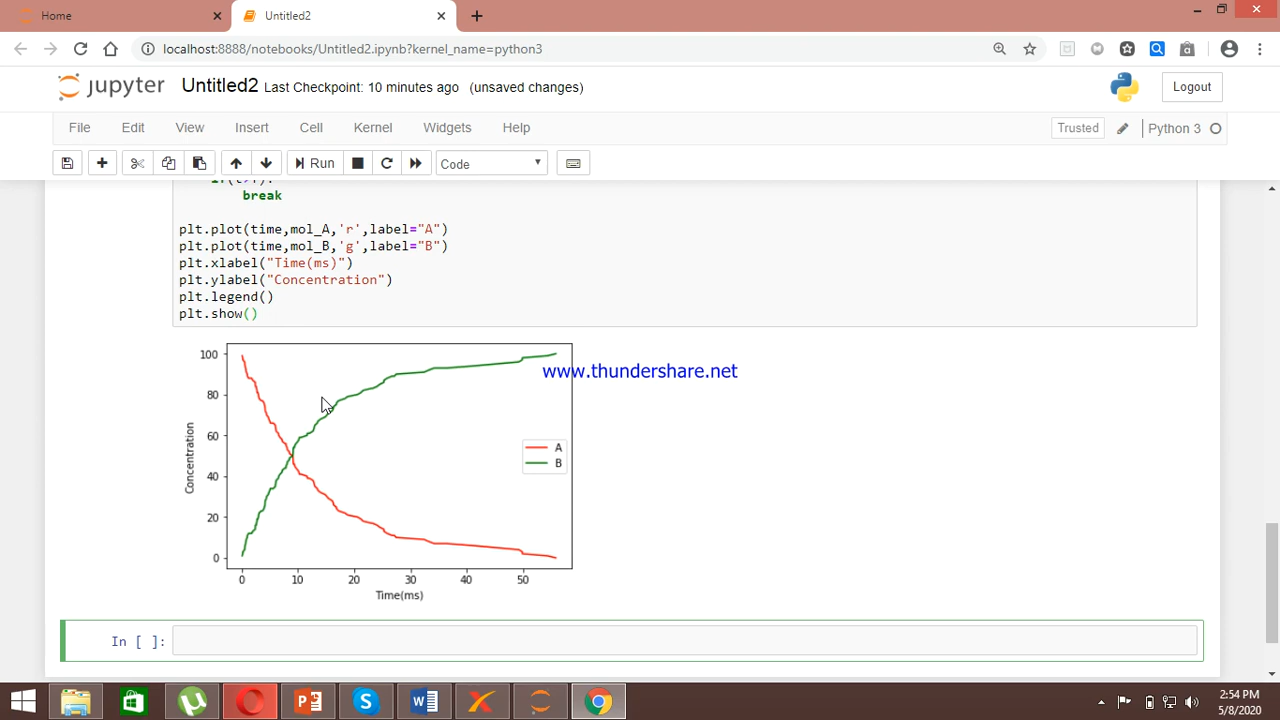 Home
Untitled2
localhost:8888/notebooks/Untitled2.ipynb?kernel_name=python3
jupyter Untitled2 Last Checkpoint: 10 minutes ago (unsaved changes)
Logout
File Edit View Insert Cell Kernel Widgets Help
Trusted
Python 3
Run
Code
break
plt.plot(time,mol_A,'r',label="A")
plt.plot(time,mol_B,'g',label="B")
plt.xlabel("Time(ms)")
plt.ylabel("Concentration")
plt.legend()
plt.show()
www.thundershare.net
100
80
60
40
20
0
Concentration
A
B
0 10 20 30 40 50
Time(ms)
In [ ]:
2:54 PM
5/8/2020